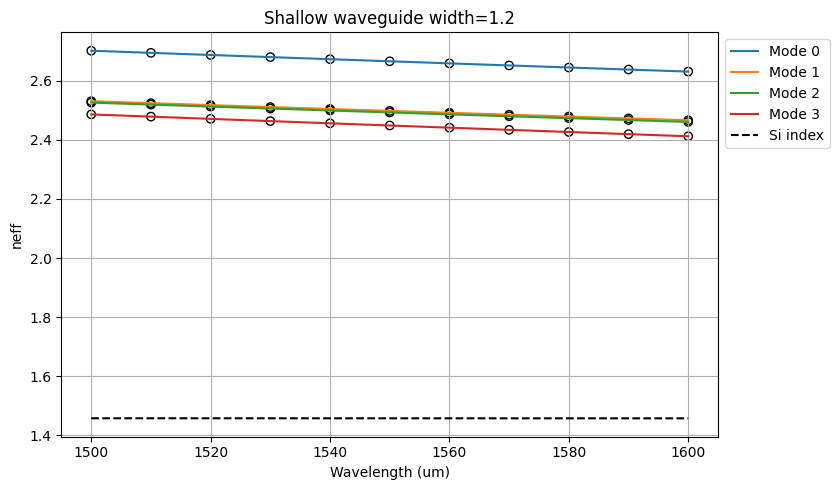 Shallow waveguide width=1.2
neff
2.6
2.4
2.2
2.0
1.8
1.6
1.4
1500
1520
1540
1560
1580
1600
Wavelength (um)
Mode 0
Mode 1
Mode 2
Mode 3
Si index